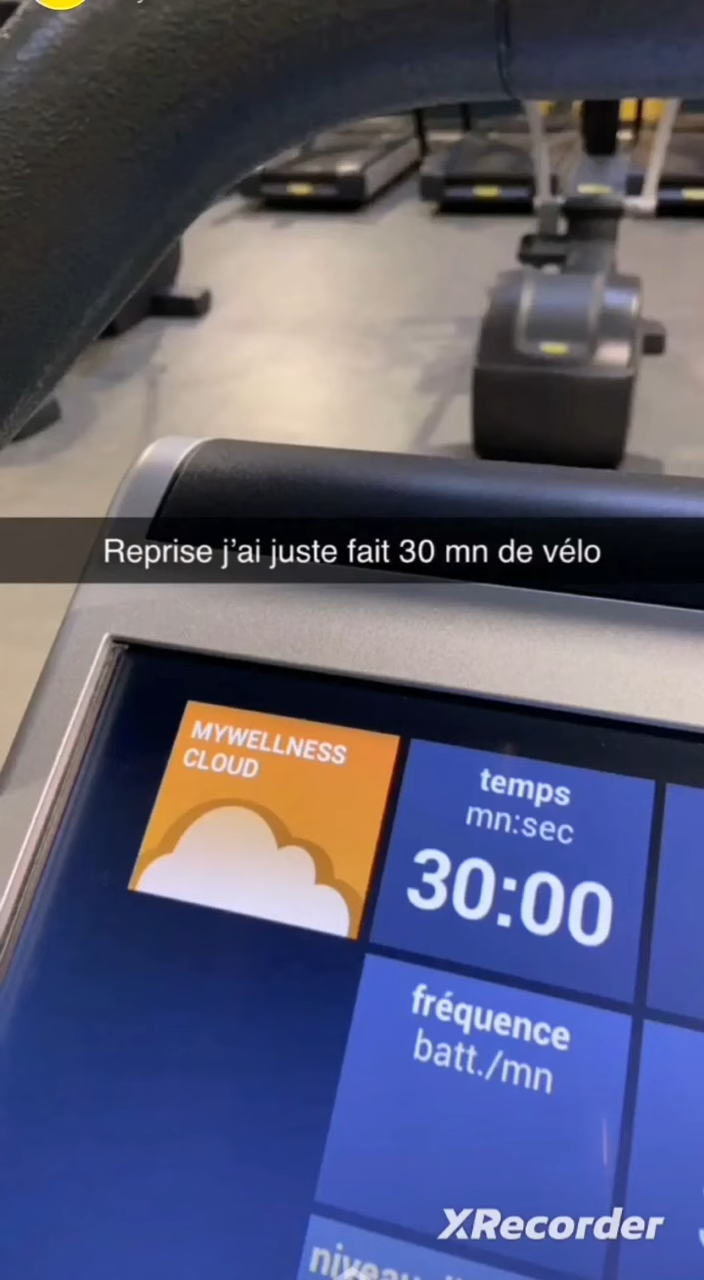 Reprise j’ai juste fait 30 mn de vélo
MYWELLNESS
CLOUD
temps
mn:sec
30:00
fréquence
batt./mn
niveau
XRecorder